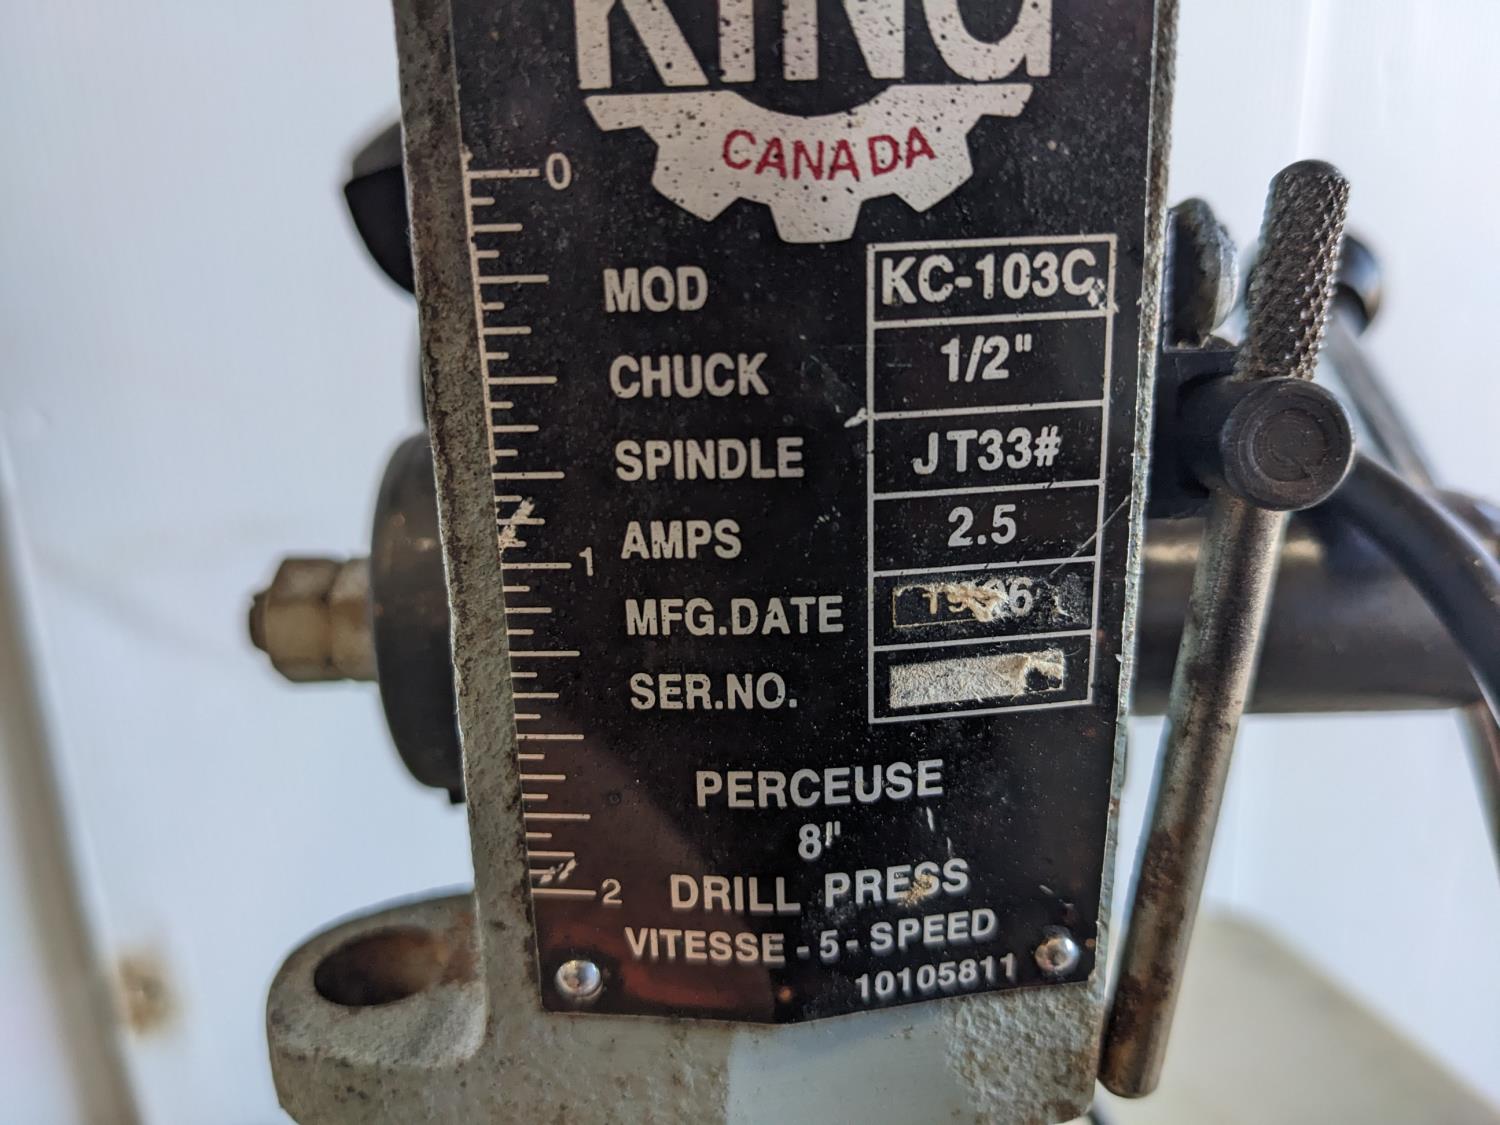 KING
CANADA
0
1
2
MOD KC-103C
CHUCK 1/2"
SPINDLE JT33#
AMPS 2.5
MFG.DATE
SER.NO.
PERCEUSE
8"
DRILL PRESS
VITESSE - 5 - SPEED
10105811